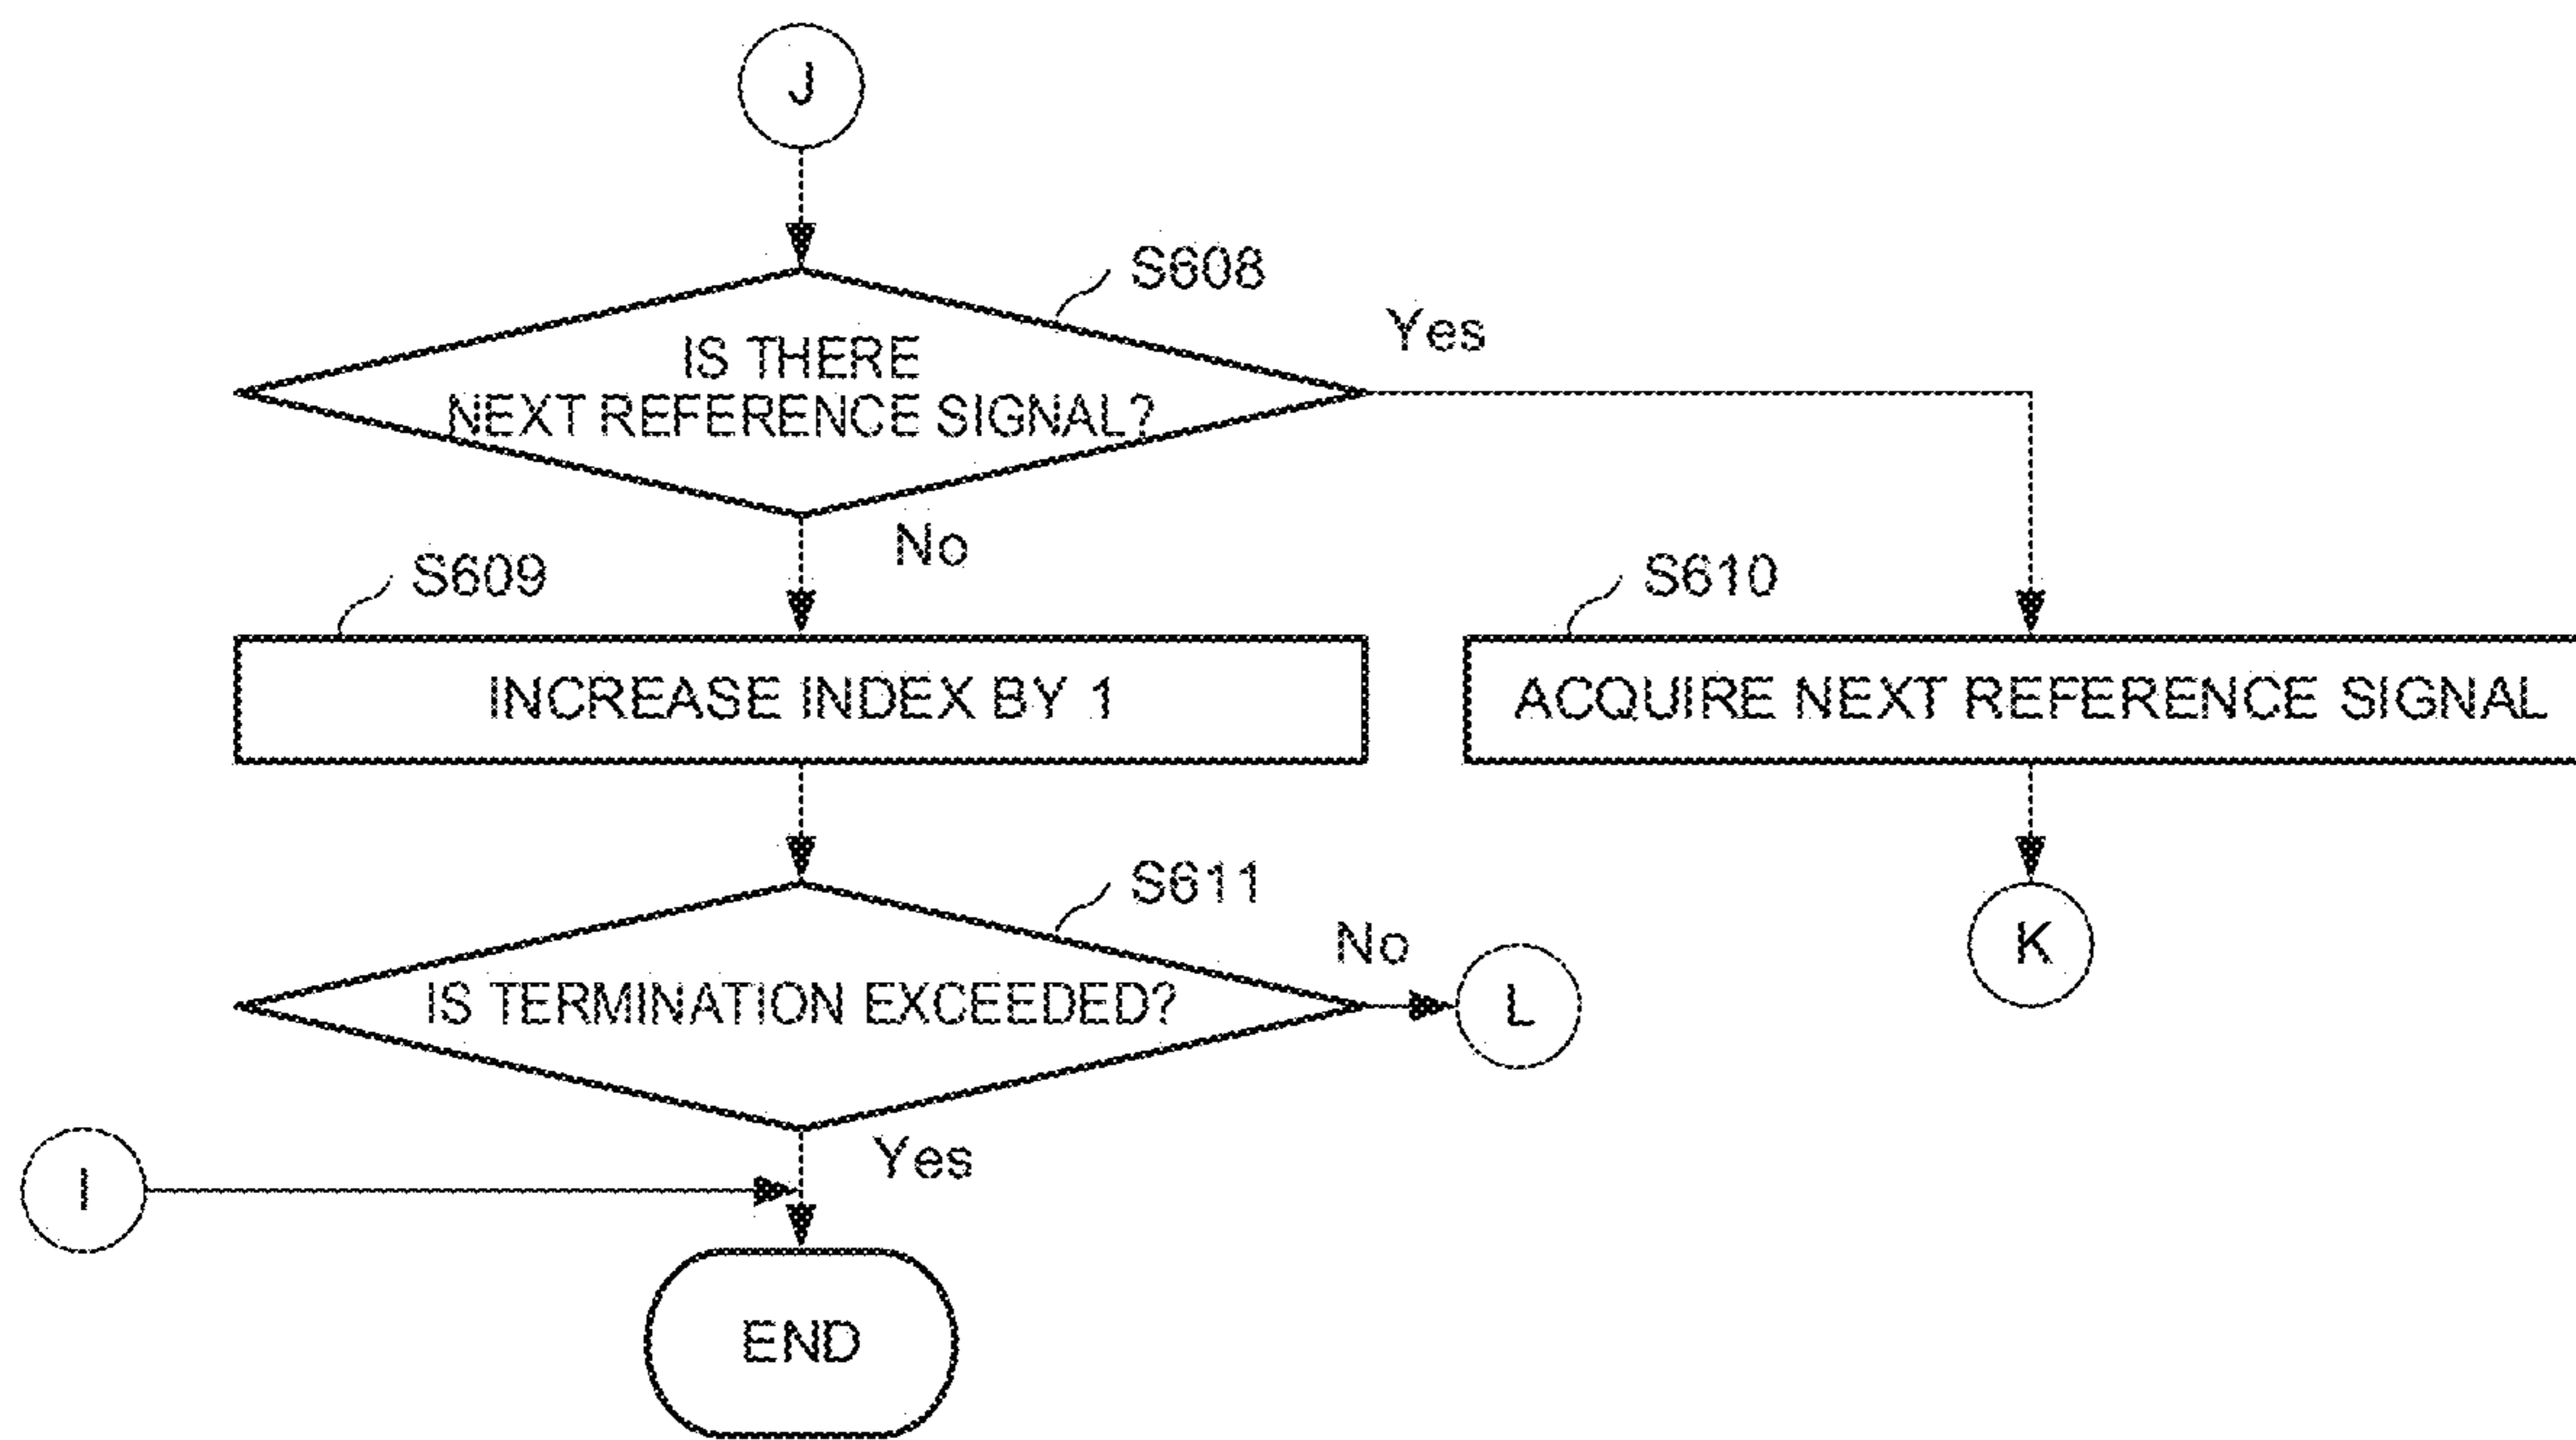 J
S608
Yes
IS THERE
NEXT REFERENCE SIGNAL?
No
S609
S610
INCREASE INDEX BY 1
ACQUIRE NEXT REFERENCE SIGNAL
S611
No
K
IS TERMINATION EXCEEDED?
L
Yes
I
END